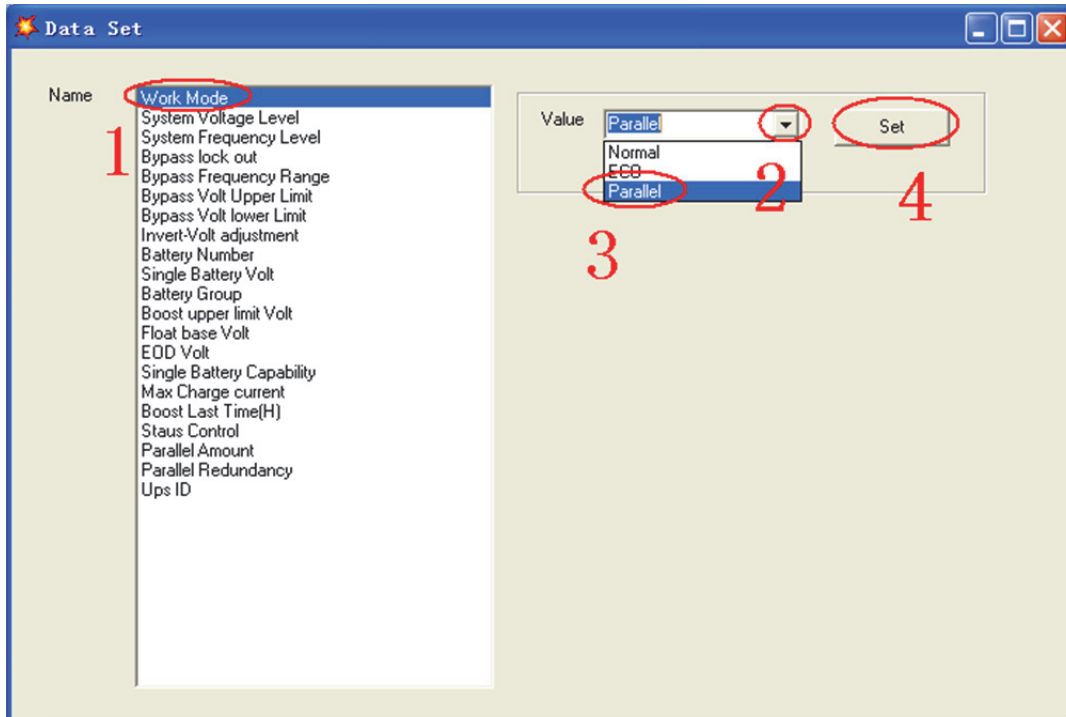 Data Set
Name
Work Mode
System Voltage Level
System Frequency Level
Bypass lock out
Bypass Frequency Range
Bypass Volt Upper Limit
Bypass Volt lower Limit
Invert-Volt adjustment
Battery Number
Single Battery Volt
Battery Group
Boost upper limit Volt
Float base Volt
EOD Volt
Single Battery Capability
Max Charge current
Boost Last Time(H)
Staus Control
Parallel Amount
Parallel Redundancy
Ups ID
1
Value
Parallel
Set
Normal
ECO
Parallel
2
3
4